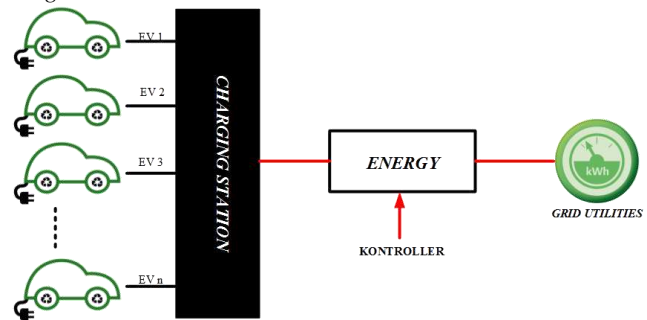 EV 1
EV 2
EV 3
EV n
CHARGING STATION
ENERGY
KONTROLLER
kWh
GRID UTILITIES